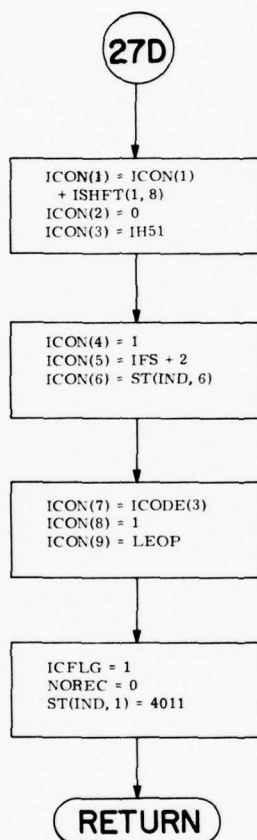 27D
ICON(1) = ICON(1)
+ ISHFT(1, 8)
ICON(2) = 0
ICON(3) = IH51
ICON(4) = 1
ICON(5) = IFS + 2
ICON(6) = ST(IND, 6)
ICON(7) = ICODE(3)
ICON(8) = 1
ICON(9) = LEOP
ICFLG = 1
NOREC = 0
ST(IND, 1) = 4011
RETURN